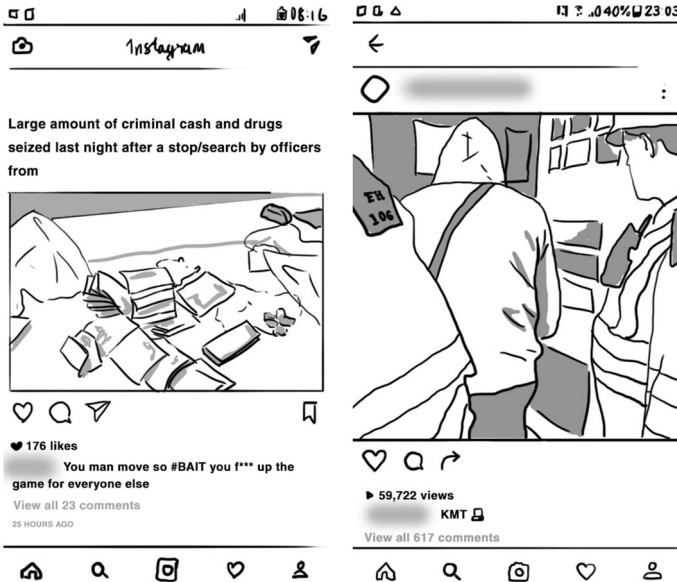 08:16
Instagram
Large amount of criminal cash and drugs
seized last night after a stop/search by officers
from
176 likes
You man move so #BAIT you f*** up the
game for everyone else
View all 23 comments
25 HOURS AGO
40% 23:03
EH
106
59,722 views
KMT
View all 617 comments